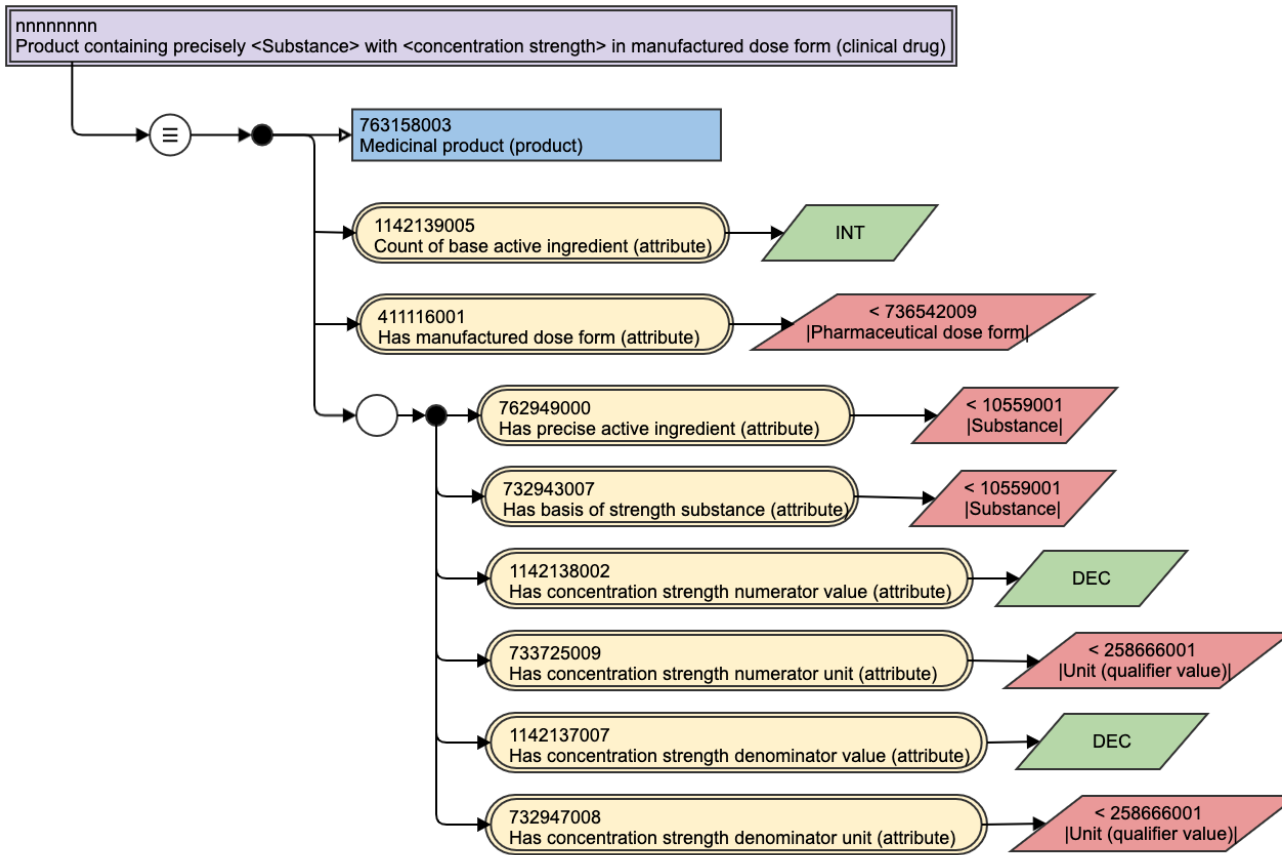 nnnnnnnn
Product containing precisely <Substance> with <concentration strength> in manufactured dose form (clinical drug)
763158003
Medicinal product (product)
1142139005
Count of base active ingredient (attribute)
INT
411116001
Has manufactured dose form (attribute)
< 736542009
|Pharmaceutical dose form|
762949000
Has precise active ingredient (attribute)
< 10559001
|Substance|
732943007
Has basis of strength substance (attribute)
< 10559001
|Substance|
1142138002
Has concentration strength numerator value (attribute)
DEC
733725009
Has concentration strength numerator unit (attribute)
< 258666001
|Unit (qualifier value)|
1142137007
Has concentration strength denominator value (attribute)
DEC
732947008
Has concentration strength denominator unit (attribute)
< 258666001
|Unit (qualifier value)|